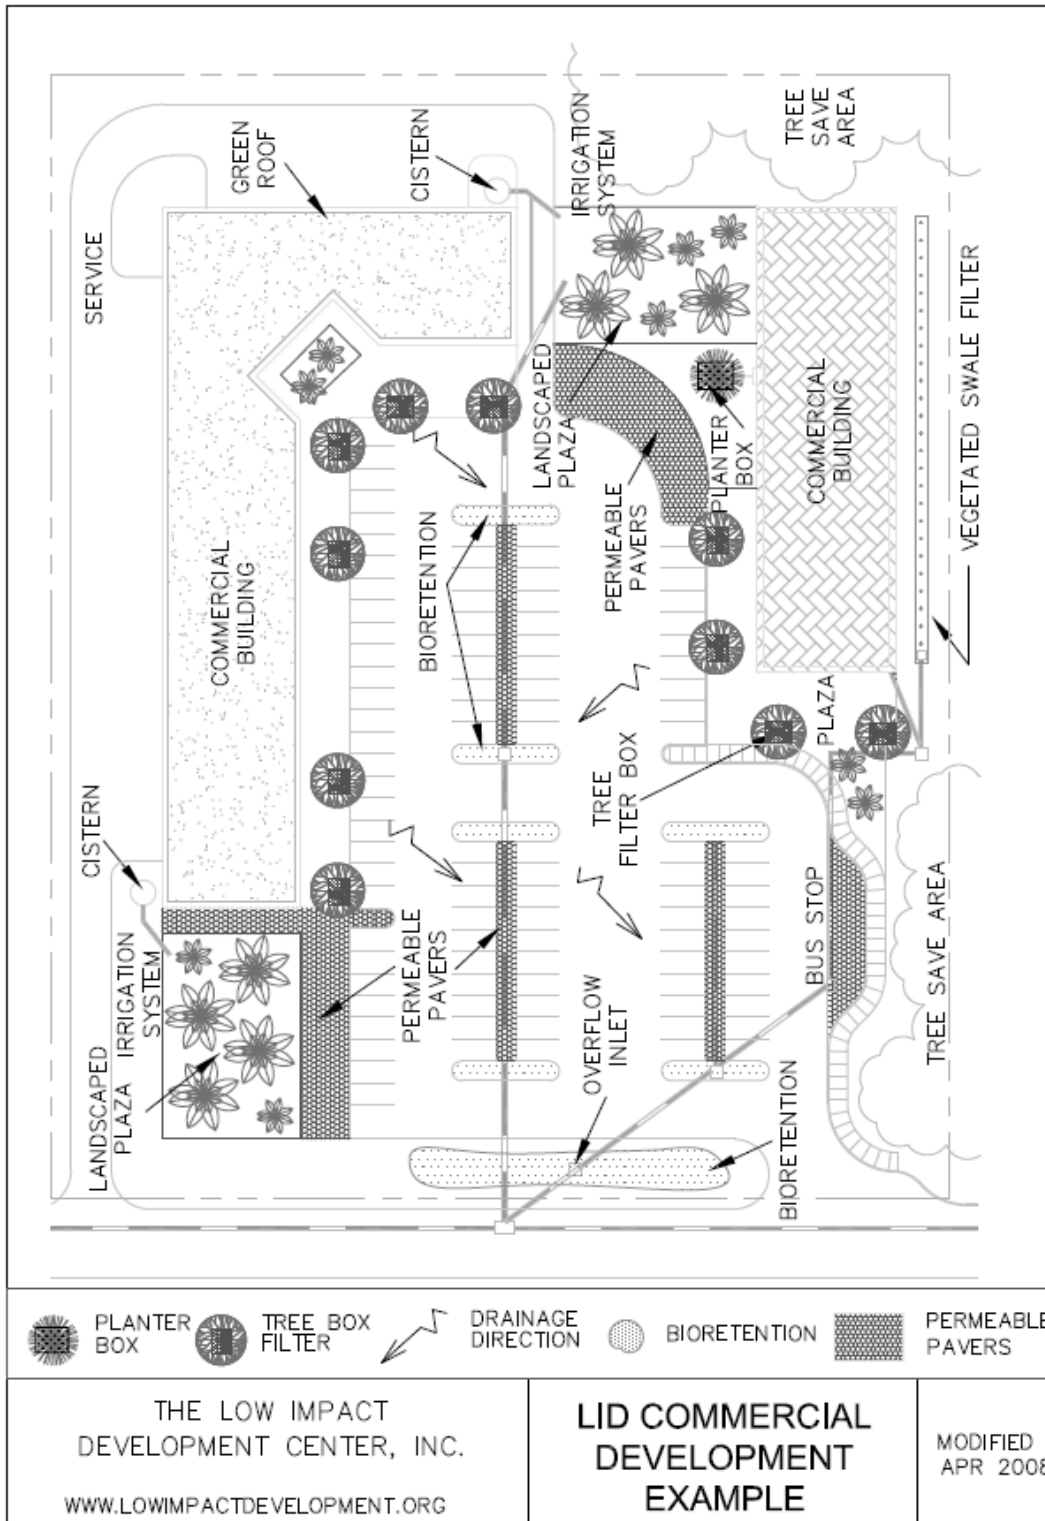 TREE
SAVE
AREA
IRRIGATION
SYSTEM
CISTERN
GREEN
ROOF
SERVICE
VEGETATED SWALE FILTER
COMMERCIAL
BUILDING
LANDSCAPED
PLAZA
PLANTER
BOX
PERMEABLE
PAVERS
BIORETENTION
COMMERCIAL
BUILDING
PLAZA
TREE
FILTER BOX
CISTERN
BUS STOP
TREE SAVE AREA
PERMEABLE
PAVERS
IRRIGATION
SYSTEM
LANDSCAPED
PLAZA
OVERFLOW
INLET
BIORETENTION
PLANTER
BOX
TREE BOX
FILTER
DRAINAGE
DIRECTION
BIORETENTION
PERMEABLE
PAVERS
THE LOW IMPACT
DEVELOPMENT CENTER, INC.
WWW.LOWIMPACTDEVELOPMENT.ORG
LID COMMERCIAL
DEVELOPMENT
EXAMPLE
MODIFIED
APR 2008